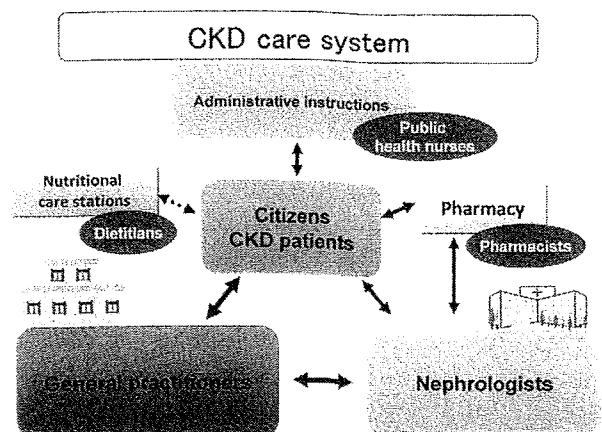 CKD care system
Administrative instructions
Public
health nurses
Nutritional
care stations
Dietitians
Citizens
CKD patients
Pharmacy
Pharmacists
General practitioners
Nephrologists